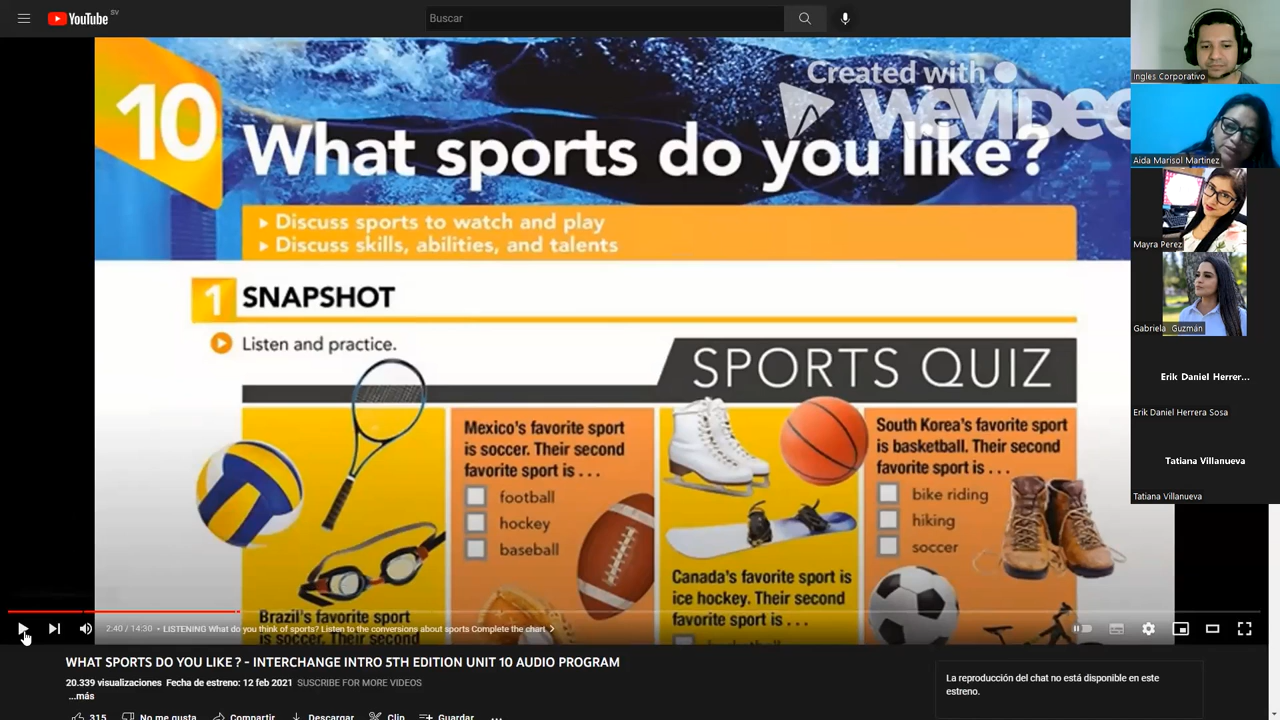 YouTube SV
Buscar
Created with
WEVIDEO
10
What sports do you like?
▸ Discuss sports to watch and play
▸ Discuss skills, abilities, and talents
1 SNAPSHOT
Listen and practice.
SPORTS QUIZ
Brazil's favorite sport
is soccer. Their second
Mexico's favorite sport
is soccer. Their second
favorite sport is . . .
football
hockey
baseball
Canada's favorite sport is
ice hockey. Their second
favorite sport is . . .
South Korea's favorite sport
is basketball. Their second
favorite sport is . . .
bike riding
hiking
soccer
Ingles Corporativo
Aida Marisol Martinez
Mayra Perez
Gabriela Guzmán
Erik Daniel Herrer...
Erik Daniel Herrera Sosa
Tatiana Villanueva
Tatiana Villanueva
2:40 / 14:30 • LISTENING What do you think of sports? Listen to the conversions about sports Complete the chart
WHAT SPORTS DO YOU LIKE ? - INTERCHANGE INTRO 5TH EDITION UNIT 10 AUDIO PROGRAM
20.339 visualizaciones Fecha de estreno: 12 feb 2021 SUSCRIBE FOR MORE VIDEOS
...más
La reproducción del chat no está disponible en este
estreno.
315 No me gusta Compartir Descargar Clip Guardar ...